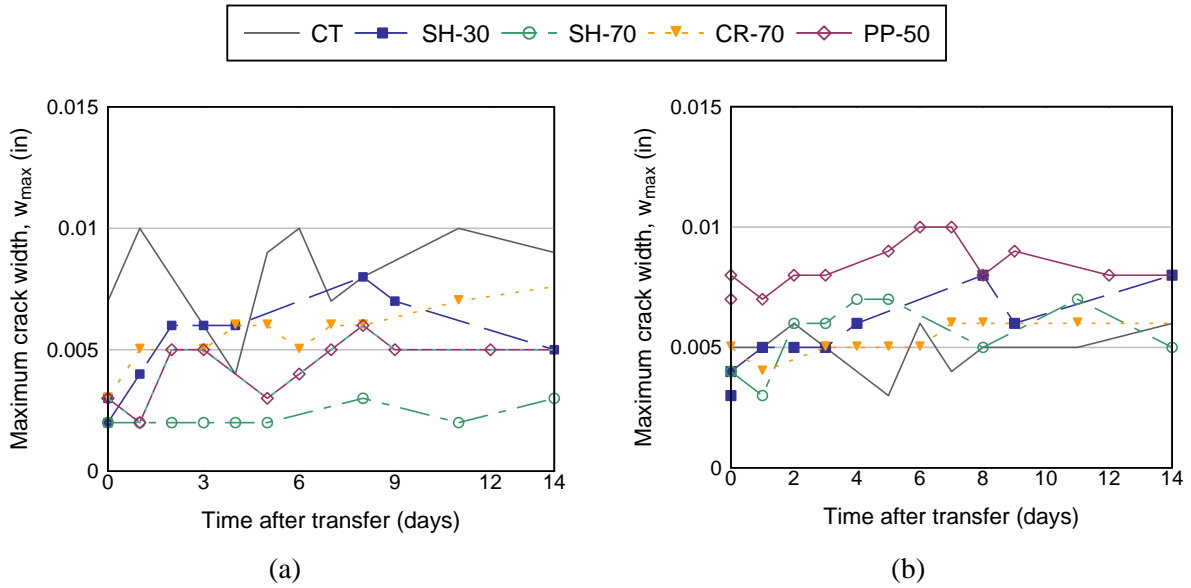 CT SH-30 SH-70 CR-70 PP-50
0.015
0.01
0.005
0
0 3 6 9 12 14
Maximum crack width, wmax (in)
Time after transfer (days)
(a)
0.015
0.01
0.005
0
0 2 4 6 8 10 12 14
Maximum crack width, wmax (in)
Time after transfer (days)
(b)